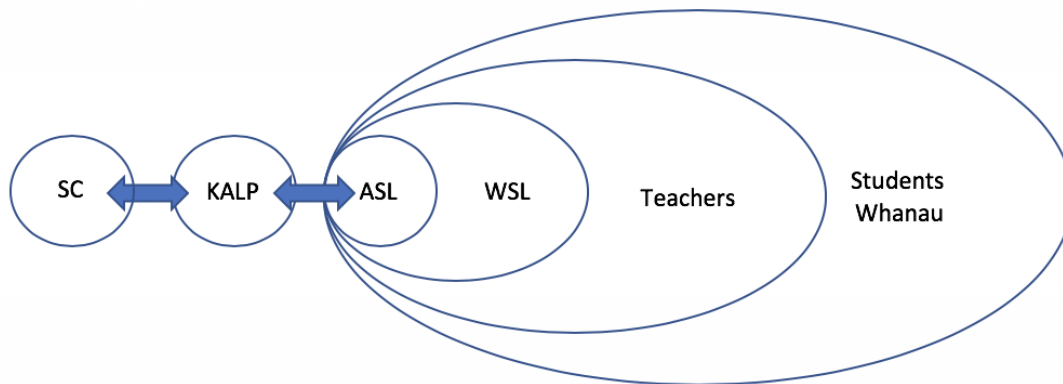 SC
KALP
ASL
WSL
Teachers
Students
Whanau